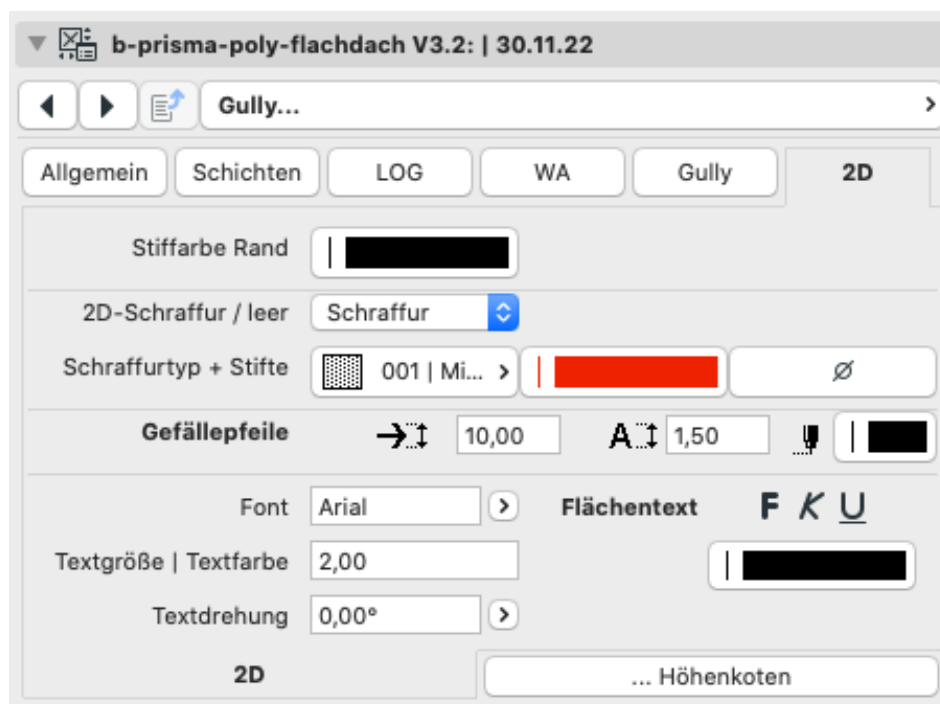 b-prisma-poly-flachdach V3.2: | 30.11.22
Gully...
Allgemein Schichten LOG WA Gully 2D
Stiffarbe Rand
2D-Schraffur / leer Schraffur
Schraffurtyp + Stifte 001 | Mi... Ø
Gefällepfeile 10,00 A 1,50
Font Arial Flächentext F K U
Textgröße | Textfarbe 2,00
Textdrehung 0,00°
2D ... Höhenkoten